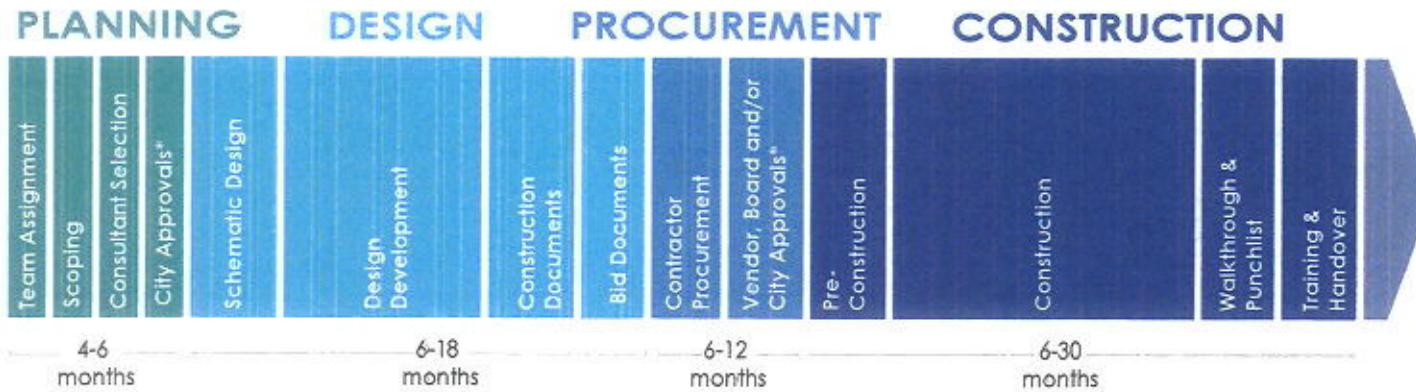 PLANNING DESIGN PROCUREMENT CONSTRUCTION
Team Assignment
Scoping
Consultant Selection
City Approvals*
Schematic Design
Design
Development
Construction
Documents
Bid Documents
Contractor
Procurement
Vendor, Board and/or
City Approvals*
Pre-
Construction
Construction
Walkthrough &
Punchlist
Training &
Handover
4-6
months
6-18
months
6-12
months
6-30
months